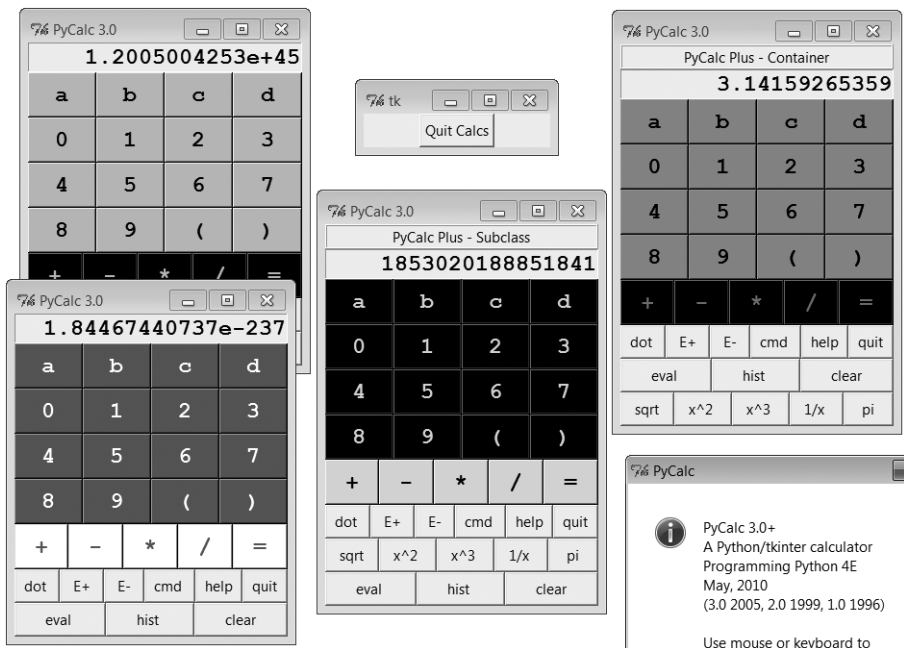 PyCalc 3.0
1.2005004253e+45
a b c d
0 1 2 3
4 5 6 7
8 9 ( )
+ - * / =
tk
Quit Calcs
PyCalc 3.0
PyCalc Plus - Container
3.14159265359
a b c d
0 1 2 3
4 5 6 7
8 9 ( )
+ - * / =
dot E+ E- cmd help quit
eval hist clear
sqrt x^2 x^3 1/x pi
PyCalc 3.0
PyCalc Plus - Subclass
1853020188851841
a b c d
0 1 2 3
4 5 6 7
8 9 ( )
+ - * / =
dot E+ E- cmd help quit
sqrt x^2 x^3 1/x pi
eval hist clear
PyCalc 3.0
1.84467440737e-237
a b c d
0 1 2 3
4 5 6 7
8 9 ( )
+ - * / =
dot E+ E- cmd help quit
eval hist clear
PyCalc
PyCalc 3.0+
A Python/tkinter calculator
Programming Python 4E
May, 2010
(3.0 2005, 2.0 1999, 1.0 1996)
Use mouse or keyboard to